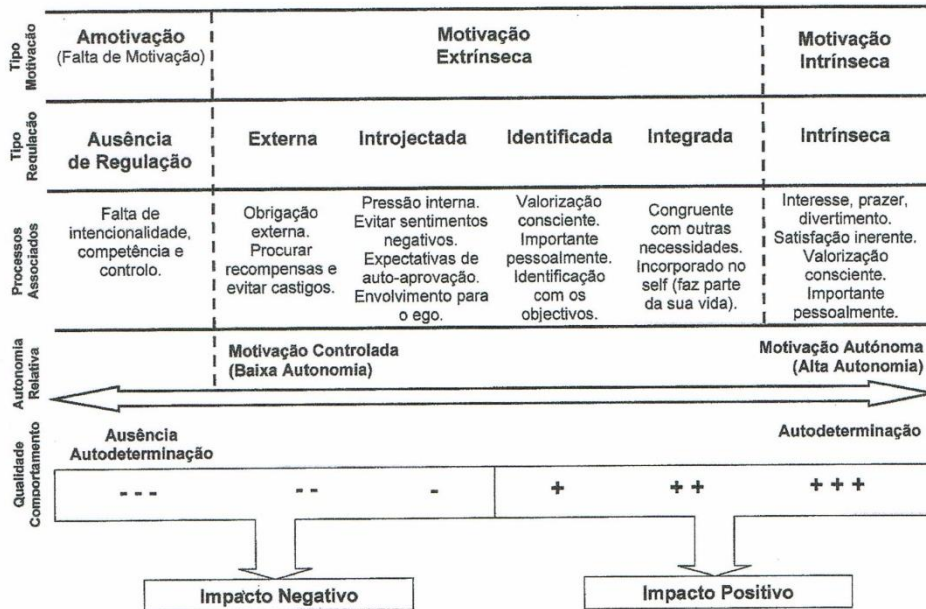 Tipo
Motivação
Amotivação
(Falta de Motivação)
Motivação
Extrínseca
Motivação
Intrínseca
Tipo
Regulação
Ausência
de Regulação
Externa
Introjectada
Identificada
Integrada
Intrínseca
Processos
Associados
Falta de
intencionalidade,
competência e
controlo.
Obrigação
externa.
Procurar
recompensas e
evitar castigos.
Pressão interna.
Evitar sentimentos
negativos.
Expectativas de
auto-aprovação.
Envolvimento para
o ego.
Valorização
consciente.
Importante
pessoalmente.
Identificação
com os
objectivos.
Congruente
com outras
necessidades.
Incorporado no
self (faz parte
da sua vida).
Interesse, prazer,
divertimento.
Satisfação inerente.
Valorização
consciente.
Importante
pessoalmente.
Autonomia
Relativa
Motivação Controlada
(Baixa Autonomia)
Motivação Autónoma
(Alta Autonomia)
Qualidade
Comportamento
Ausência
Autodeterminação
Autodeterminação
- - -
- -
-
+
+ +
+ + +
Impacto Negativo
Impacto Positivo